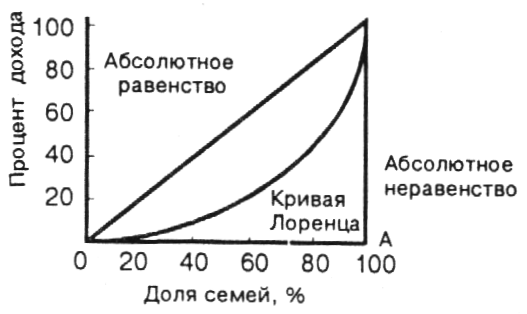 Процент дохода
100
80
60
40
20
Абсолютное
равенство
Абсолютное
неравенство
Кривая
Лоренца
А
0 20 40 60 80 100
Доля семей, %